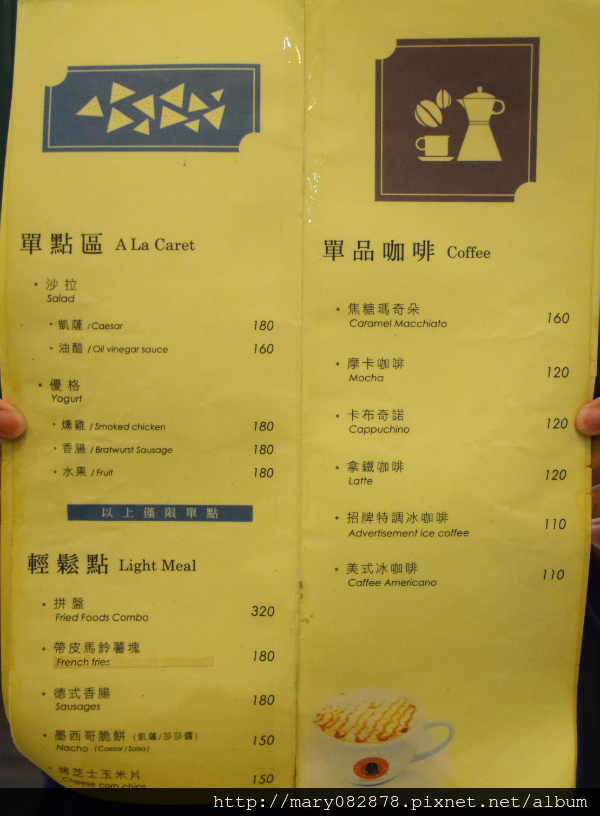 單點區 A La Caret
• 沙拉
Salad
• 凱薩 / Caesar 180
• 油醋 / Oil vinegar sauce 160
• 優格
Yogurt
• 燻雞 / Smoked chicken 180
• 香腸 / Bratwurst Sausage 180
• 水果 / Fruit 180
以上僅限單點
輕鬆點 Light Meal
• 拼盤
Fried Foods Combo 320
• 帶皮馬鈴薯塊
French fries 180
• 德式香腸
Sausages 180
• 墨西哥脆餅 (凱薩/莎莎醬)
Nacho (Caesar / Salsa) 150
• 烤芝士玉米片
Cheese corn chips 150
單品咖啡 Coffee
• 焦糖瑪奇朵
Caramel Macchiato 160
• 摩卡咖啡
Mocha 120
• 卡布奇諾
Cappuchino 120
• 拿鐵咖啡
Latte 120
• 招牌特調冰咖啡
Advertisement ice coffee 110
• 美式冰咖啡
Caffee Americano 110
http://mary082878.pixnet.net/album